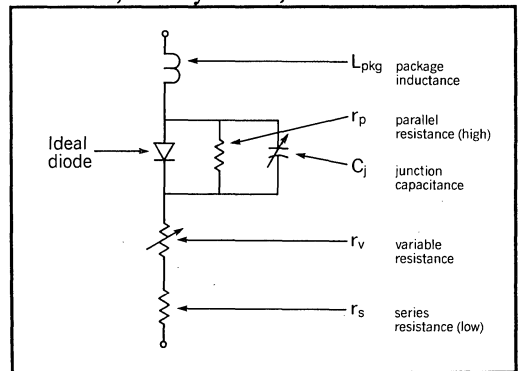 Lpkg package
inductance
rp parallel
resistance (high)
Ideal
diode
Cj junction
capacitance
rv variable
resistance
rs series
resistance (low)